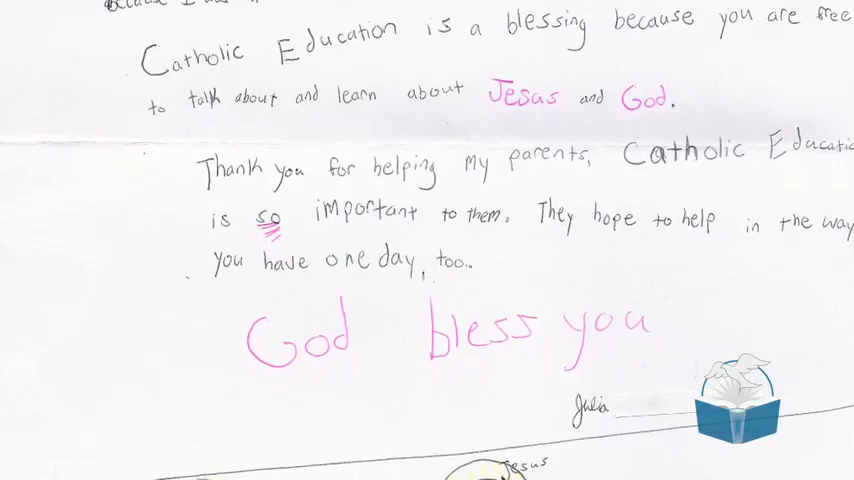 Because I
Catholic Education is a blessing because you are free
to talk about and learn about Jesus and God.
Thank you for helping my parents, Catholic Educatio
is so important to them. They hope to help in the way
you have one day, too..
God bless you
Julia
Jesus